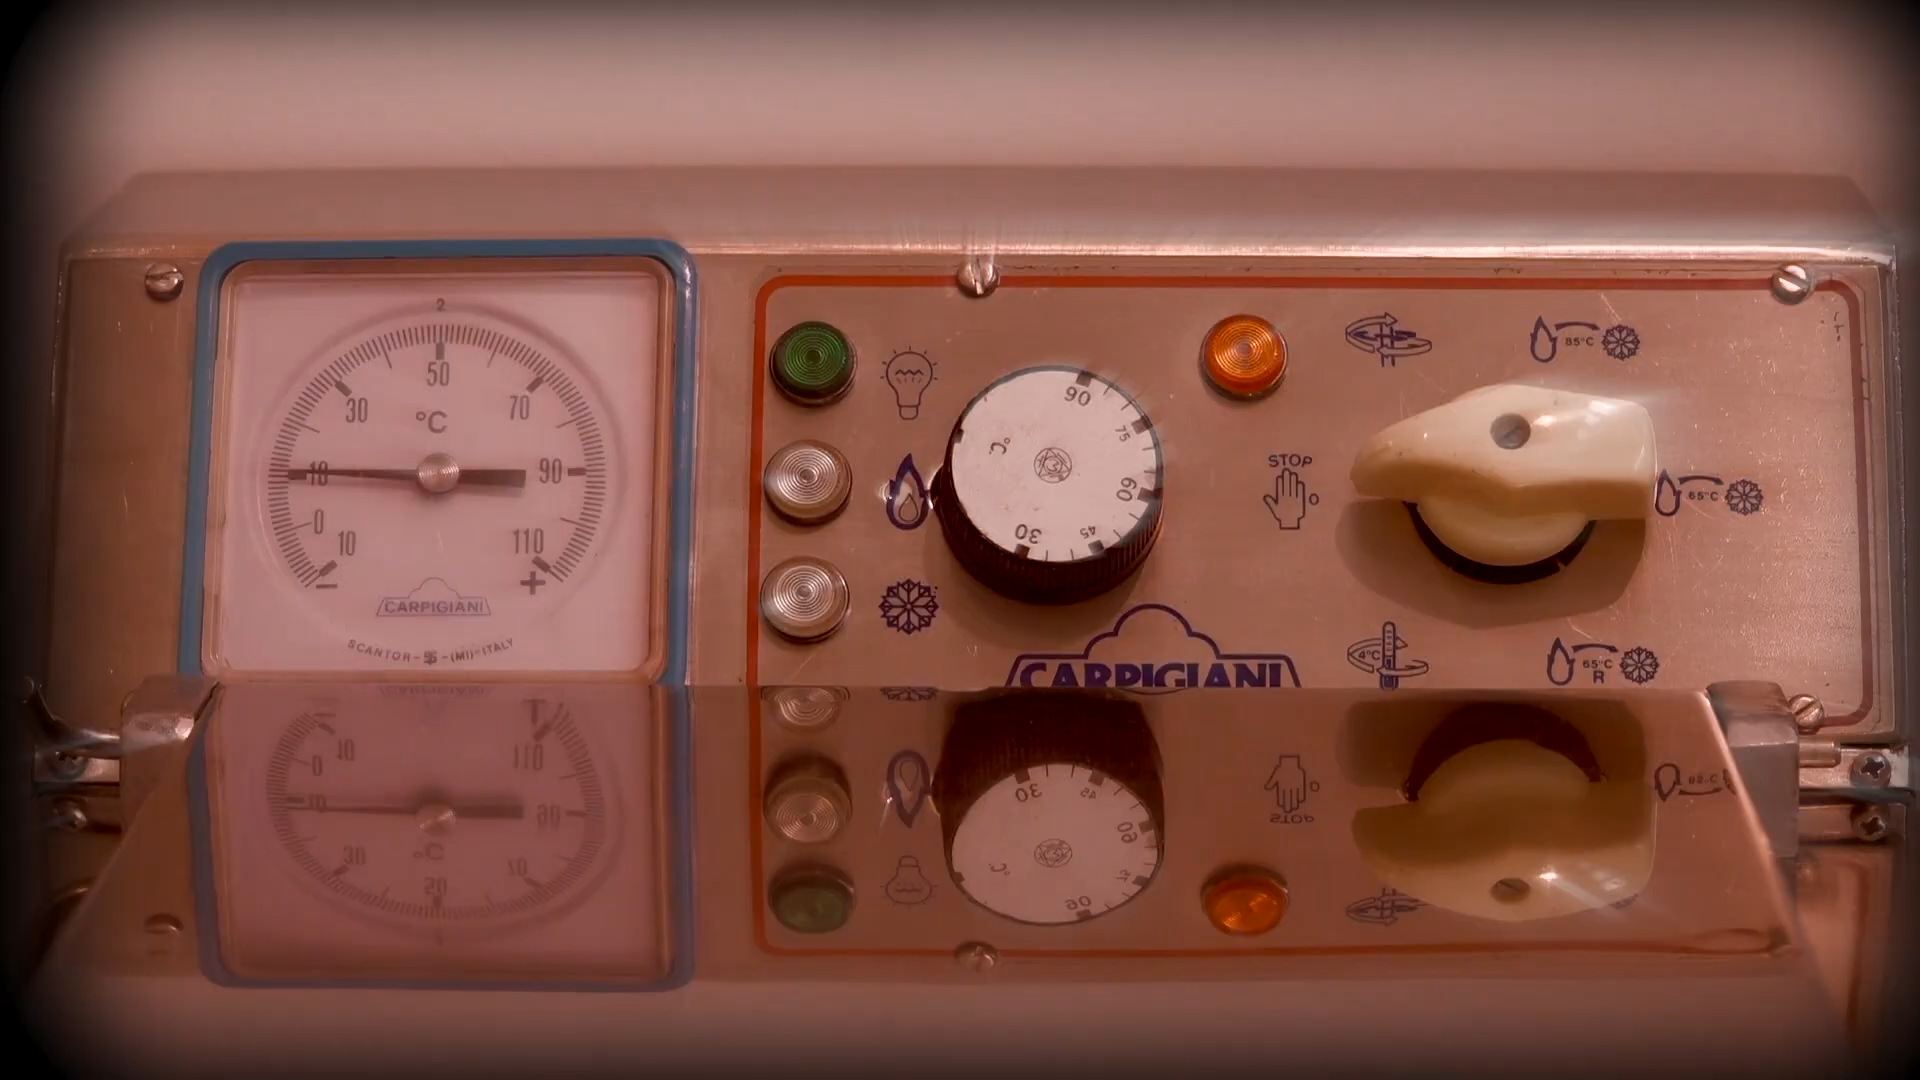 2
50
30 70
°C
10 90
0
10 110
- +
CARPIGIANI
SCANTOR - (MI)-ITALY
90
75
°C
60
45
30
CARPIGIANI
STOP
85°C
65°C
4°C
65°C
R